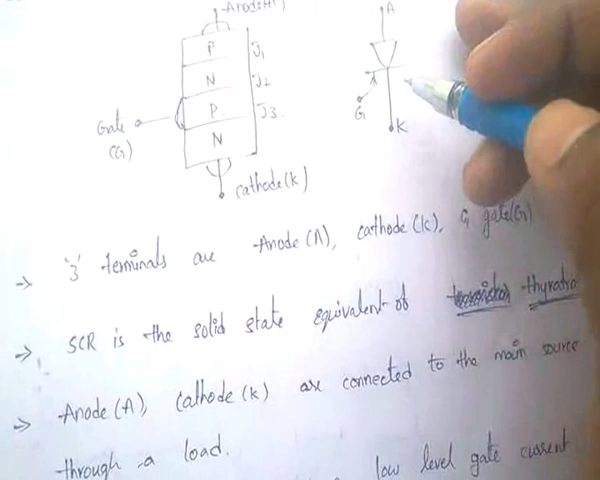 Anode(A)
A
P J1
N J2
P J3
Gate
(G)
G
N
K
cathode(k)
→ '3' terminals are Anode(A), cathode(k), & gate(G)
→ SCR is the solid state equivalent of thyratro
→ Anode(A), Cathode(k) are connected to the main source
through a load.
low level gate current